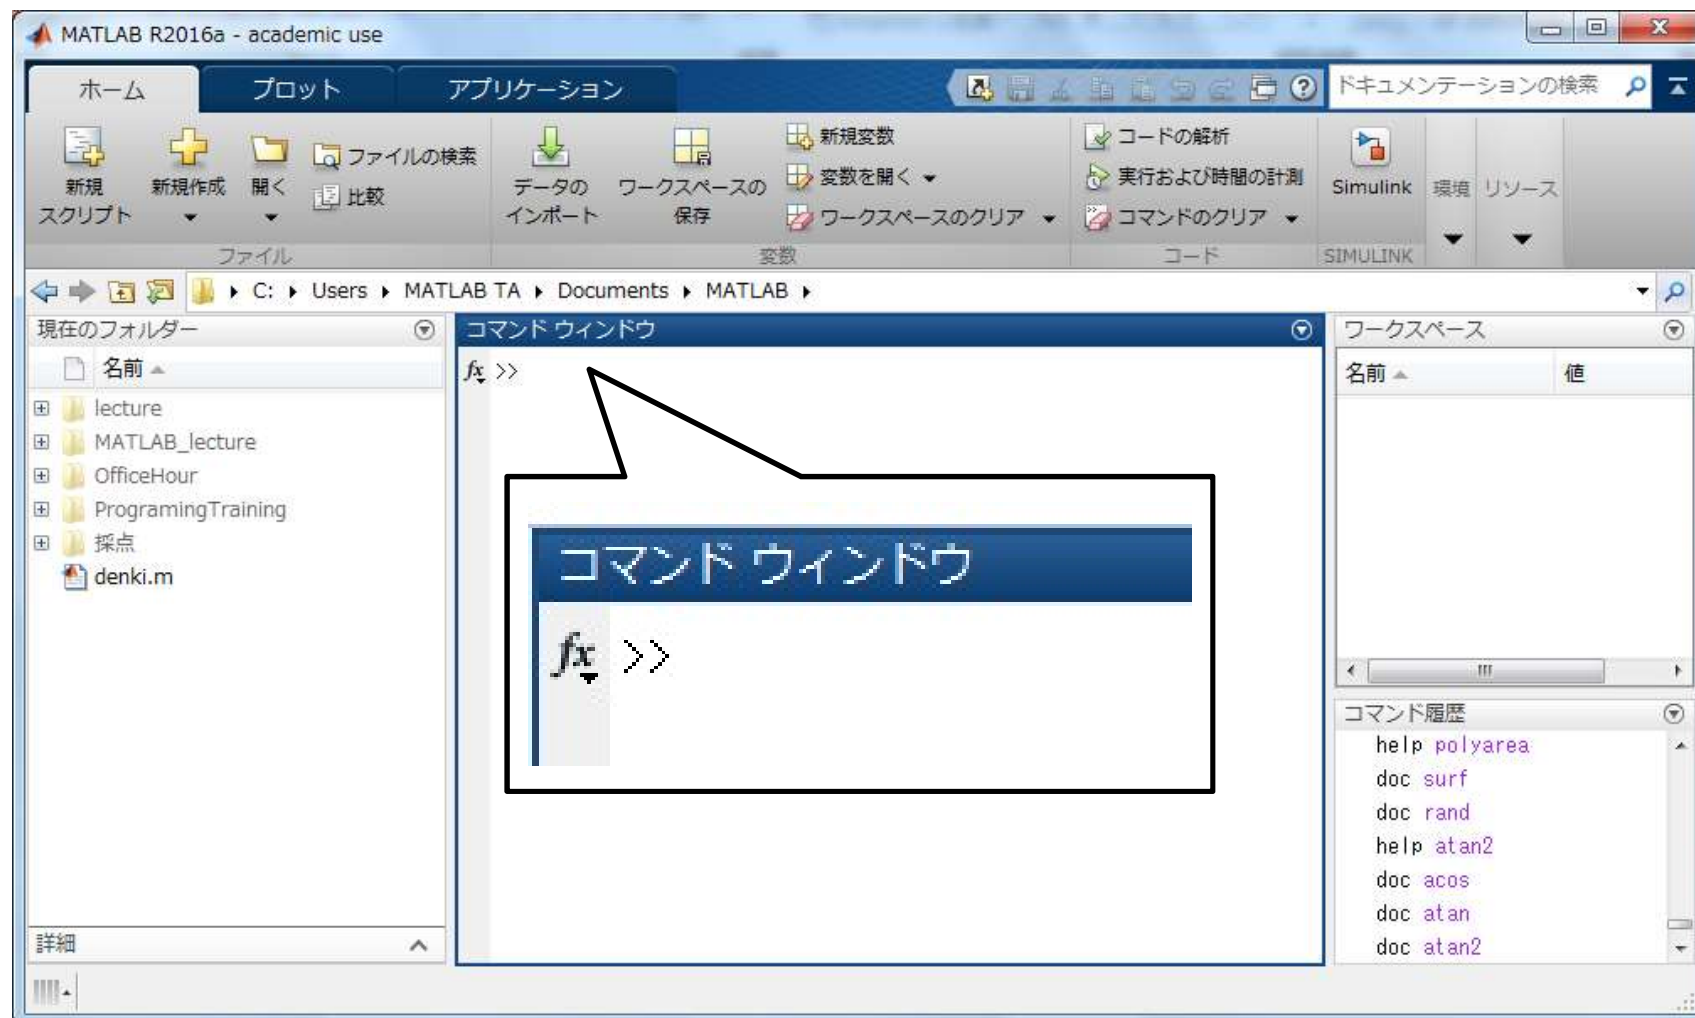 MATLAB R2016a - academic use
ホーム プロット アプリケーション
ドキュメンテーションの検索
新規
スクリプト
新規作成
開く
ファイルの検索
比較
ファイル
データの
インポート
ワークスペースの
保存
新規変数
変数を開く
ワークスペースのクリア
変数
コードの解析
実行および時間の計測
コマンドのクリア
コード
Simulink
SIMULINK
環境
リソース
C: Users MATLAB TA Documents MATLAB
現在のフォルダー
名前
lecture
MATLAB_lecture
OfficeHour
ProgramingTraining
採点
denki.m
詳細
コマンド ウィンドウ
fx >>
コマンド ウィンドウ
fx >>
ワークスペース
名前 値
コマンド履歴
help polyarea
doc surf
doc rand
help atan2
doc acos
doc atan
doc atan2